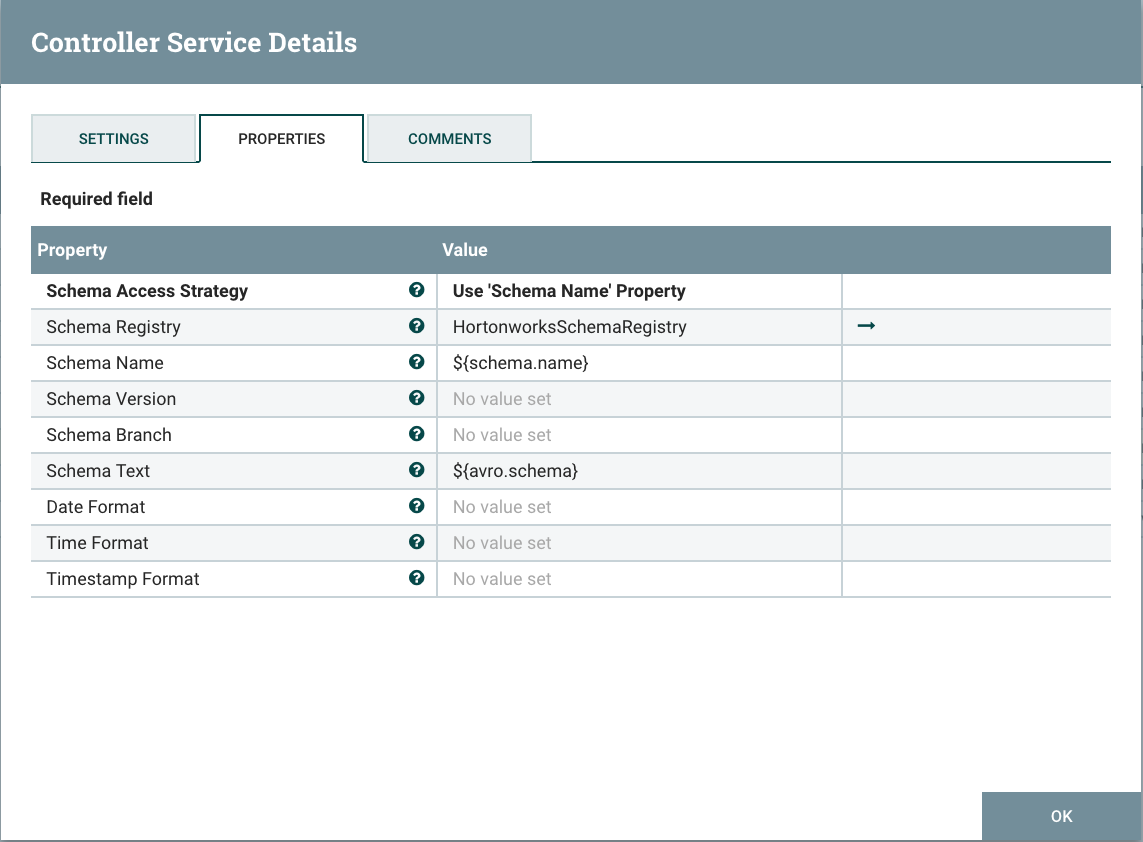 Controller Service Details
SETTINGS PROPERTIES COMMENTS
Required field
Property Value
Schema Access Strategy ? Use 'Schema Name' Property
Schema Registry ? HortonworksSchemaRegistry →
Schema Name ? ${schema.name}
Schema Version ? No value set
Schema Branch ? No value set
Schema Text ? ${avro.schema}
Date Format ? No value set
Time Format ? No value set
Timestamp Format ? No value set
OK